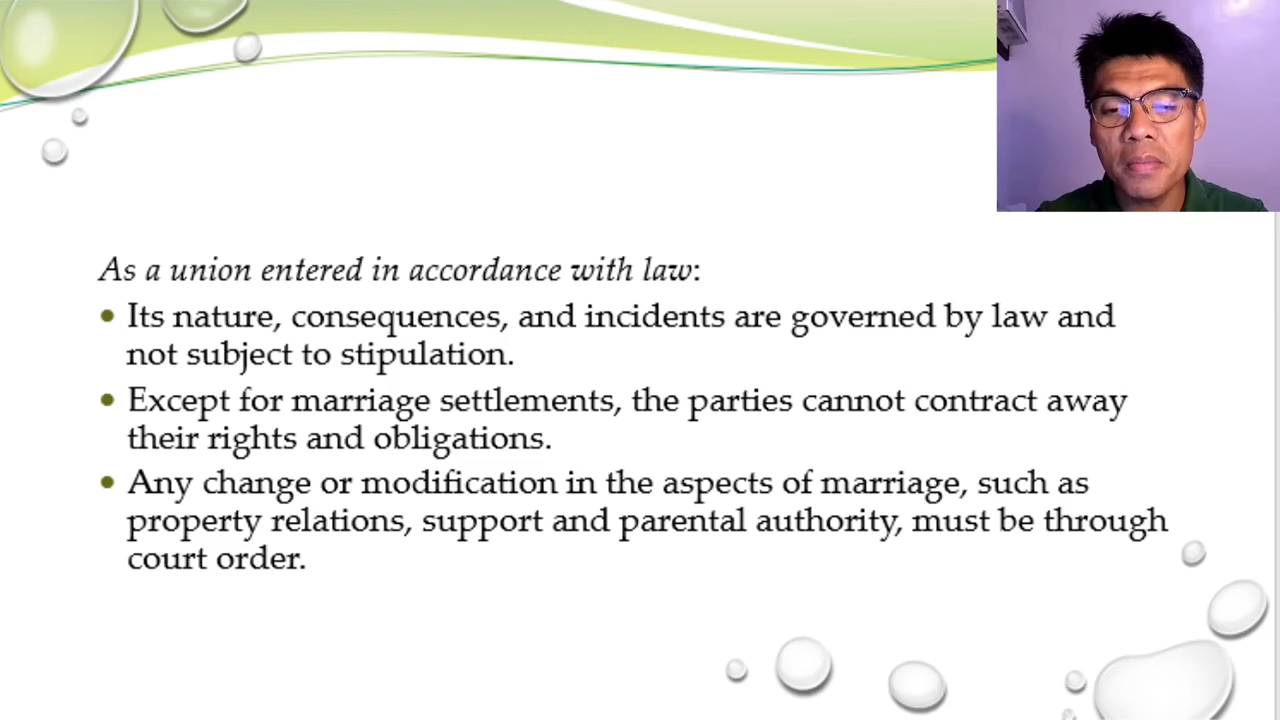 As a union entered in accordance with law:
• Its nature, consequences, and incidents are governed by law and
not subject to stipulation.
• Except for marriage settlements, the parties cannot contract away
their rights and obligations.
• Any change or modification in the aspects of marriage, such as
property relations, support and parental authority, must be through
court order.